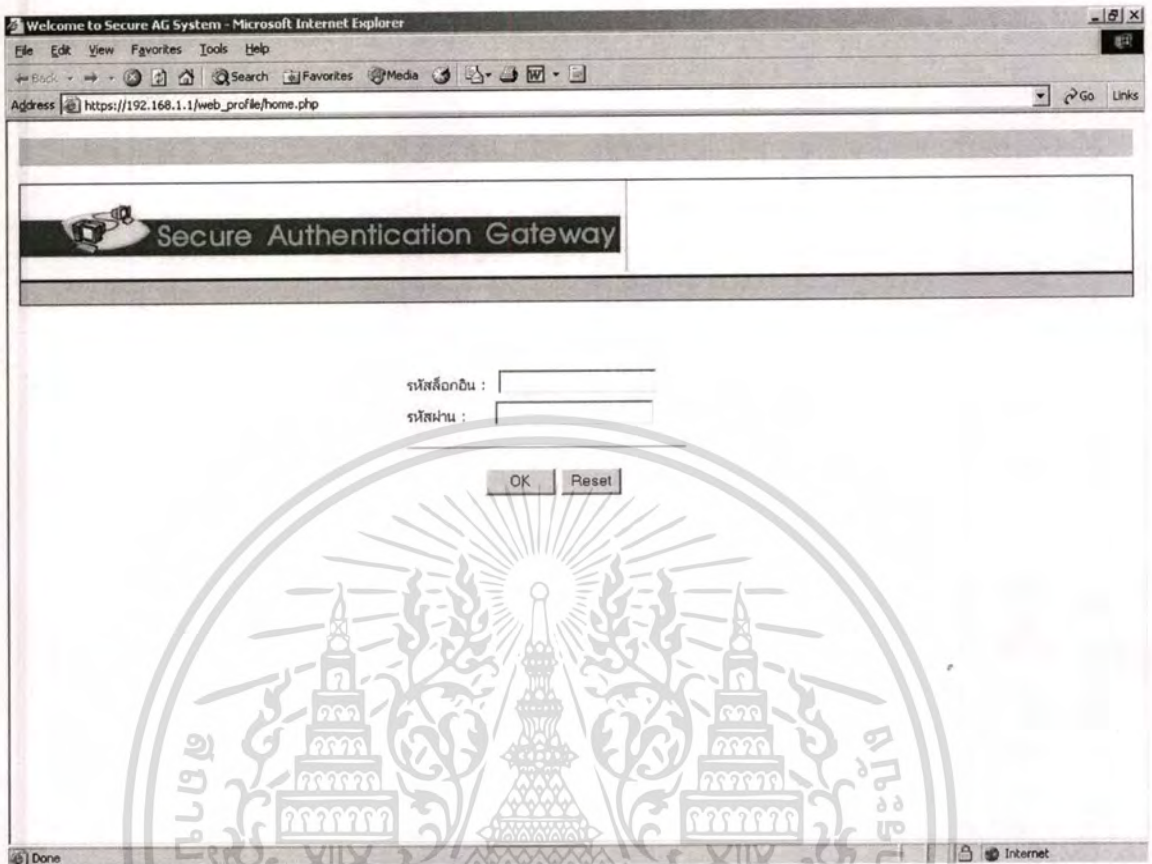 Welcome to Secure AG System - Microsoft Internet Explorer
File Edit View Favorites Tools Help
Back Search Favorites Media
Address https://192.168.1.1/web_profile/home.php Go Links
Secure Authentication Gateway
รหัสล็อกอิน :
รหัสผ่าน :
OK Reset
Done Internet